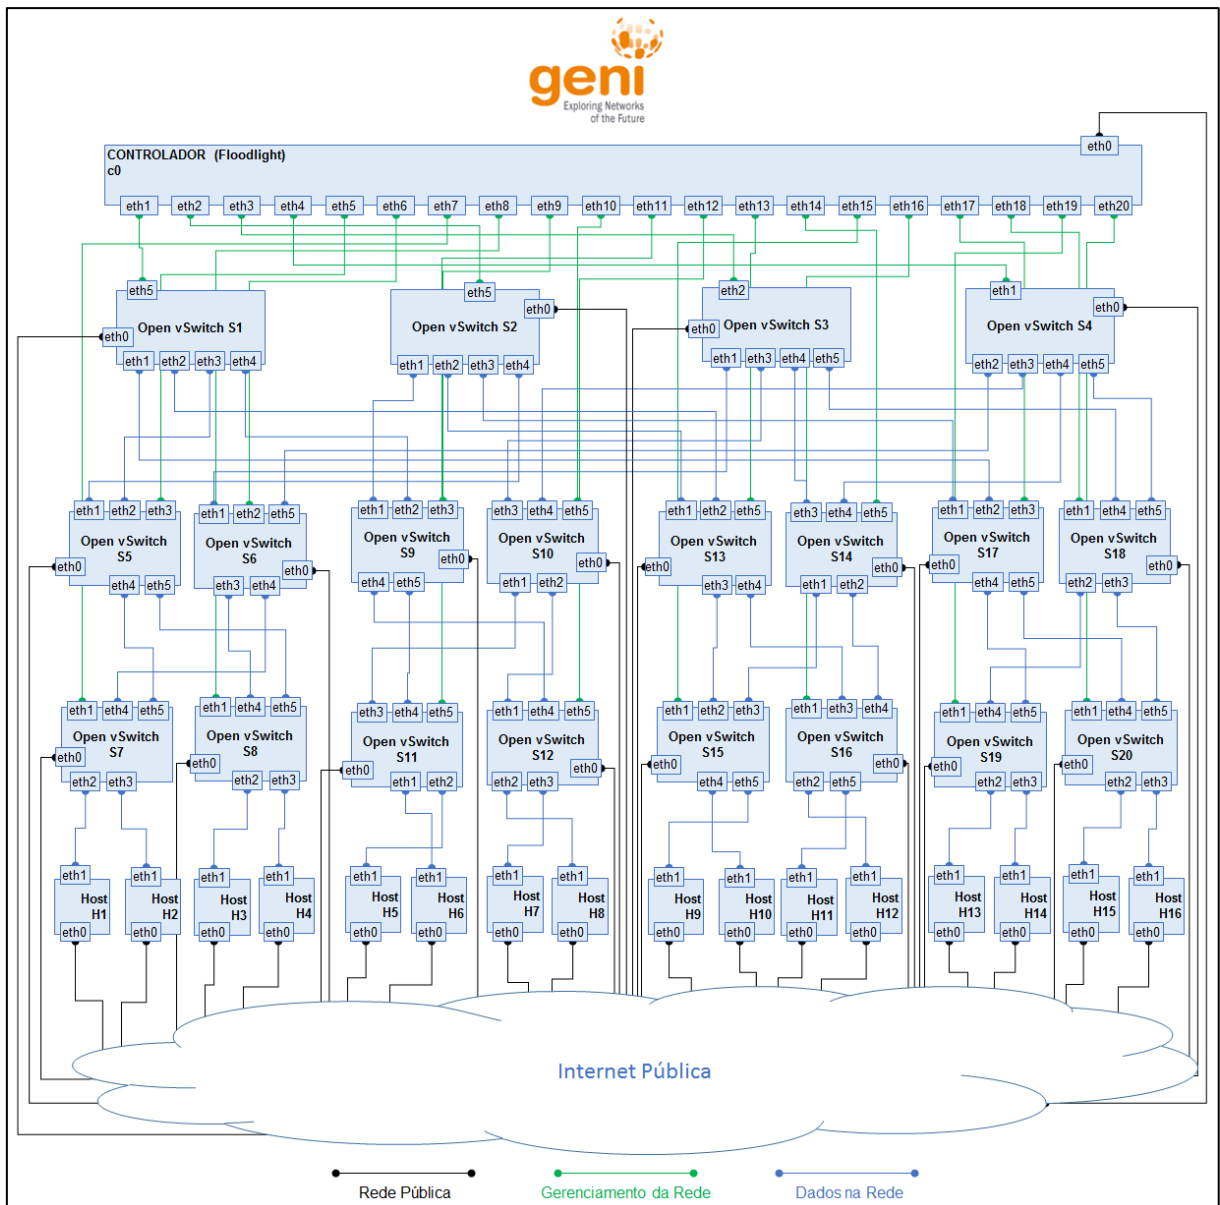 geni
Exploring Networks
of the Future
eth0
CONTROLADOR (Floodlight)
c0
eth1 eth2 eth3 eth4 eth5 eth6 eth7 eth8 eth9 eth10 eth11 eth12 eth13 eth14 eth15 eth16 eth17 eth18 eth19 eth20
eth5 eth5 eth2 eth1
eth0 Open vSwitch S1 Open vSwitch S2 eth0 eth0 Open vSwitch S3 Open vSwitch S4 eth0
eth1 eth2 eth3 eth4 eth1 eth2 eth3 eth4 eth1 eth3 eth4 eth5 eth2 eth3 eth4 eth5
eth1 eth2 eth3 eth1 eth2 eth5 eth1 eth2 eth3 eth3 eth4 eth5 eth1 eth2 eth5 eth3 eth4 eth5 eth1 eth2 eth3 eth1 eth4 eth5
Open vSwitch Open vSwitch Open vSwitch Open vSwitch Open vSwitch Open vSwitch Open vSwitch Open vSwitch
S5 S6 S9 S10 S13 S14 S17 S18
eth0 eth0 eth0 eth0 eth0 eth0 eth0 eth0
eth4 eth5 eth3 eth4 eth4 eth5 eth1 eth2 eth3 eth4 eth1 eth2 eth4 eth5 eth2 eth3
eth1 eth4 eth5 eth1 eth4 eth5 eth3 eth4 eth5 eth1 eth4 eth5 eth1 eth2 eth3 eth1 eth3 eth4 eth1 eth4 eth5 eth1 eth4 eth5
Open vSwitch Open vSwitch Open vSwitch Open vSwitch Open vSwitch Open vSwitch Open vSwitch Open vSwitch
S7 S8 S11 S12 S15 S16 S19 S20
eth0 eth0 eth0 eth0 eth0 eth0 eth0 eth0
eth2 eth3 eth2 eth3 eth1 eth2 eth2 eth3 eth4 eth5 eth2 eth5 eth2 eth3 eth2 eth3
eth1 eth1 eth1 eth1 eth1 eth1 eth1 eth1 eth1 eth1 eth1 eth1 eth1 eth1 eth1 eth1
Host Host Host Host Host Host Host Host Host Host Host Host Host Host Host Host
H1 H2 H3 H4 H5 H6 H7 H8 H9 H10 H11 H12 H13 H14 H15 H16
eth0 eth0 eth0 eth0 eth0 eth0 eth0 eth0 eth0 eth0 eth0 eth0 eth0 eth0 eth0 eth0
Internet Pública
Rede Pública Gerenciamento da Rede Dados na Rede